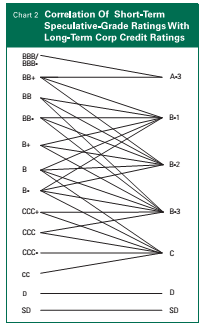 Chart 2 Correlation Of Short-Term
Speculative-Grade Ratings With
Long-Term Corp Credit Ratings
BBB/
BBB-
BB+
A-3
BB
BB-
B-1
B+
B
B-2
B-
CCC+
B-3
CCC
CCC-
C
CC
D
D
SD
SD